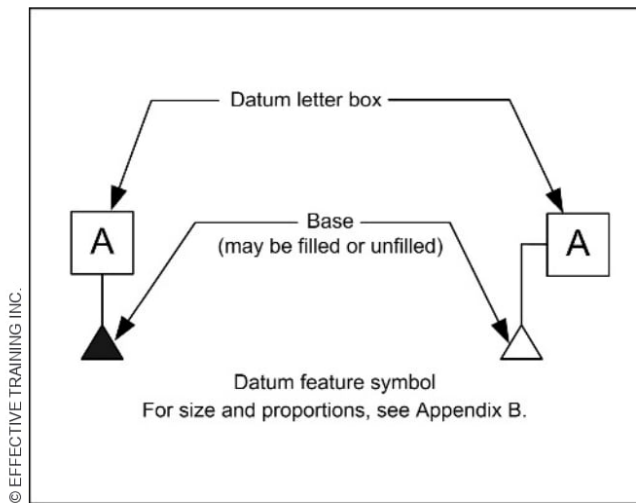 Datum letter box
A
A
Base
(may be filled or unfilled)
Datum feature symbol
For size and proportions, see Appendix B.
© EFFECTIVE TRAINING INC.